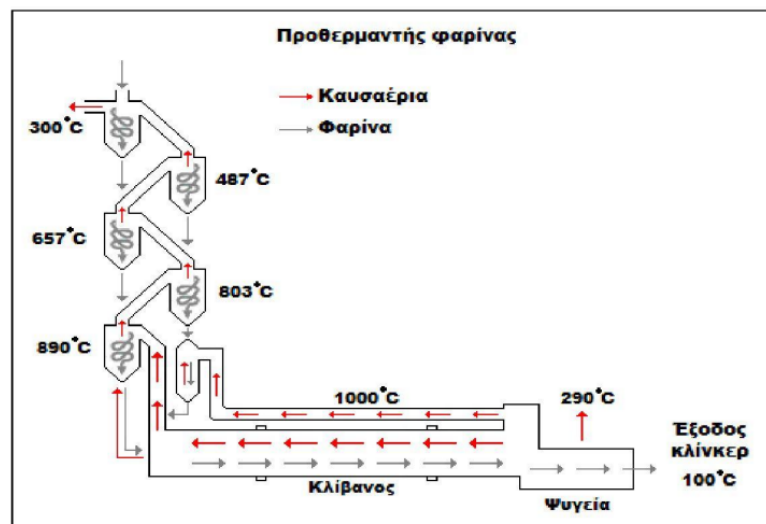 Προθερμαντής φαρίνας
Καυσαέρια
Φαρίνα
300°C
487°C
657°C
803°C
890°C
1000°C
290°C
Έξοδος
κλίνκερ
100°C
Κλίβανος
Ψυγεία